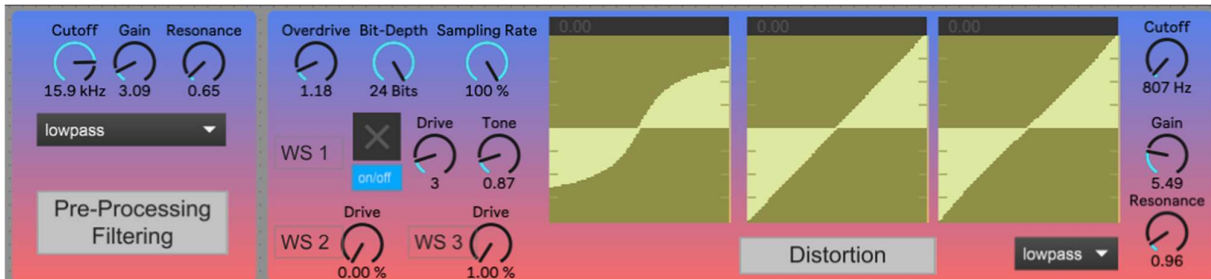 Cutoff Gain Resonance
15.9 kHz 3.09 0.65
lowpass
Pre-Processing
Filtering
Overdrive Bit-Depth Sampling Rate
1.18 24 Bits 100 %
WS 1
on/off
Drive Tone
3 0.87
Drive Drive
WS 2 WS 3
0.00 % 1.00 %
0.00 0.00 0.00
Distortion
lowpass
Cutoff
807 Hz
Gain
5.49
Resonance
0.96